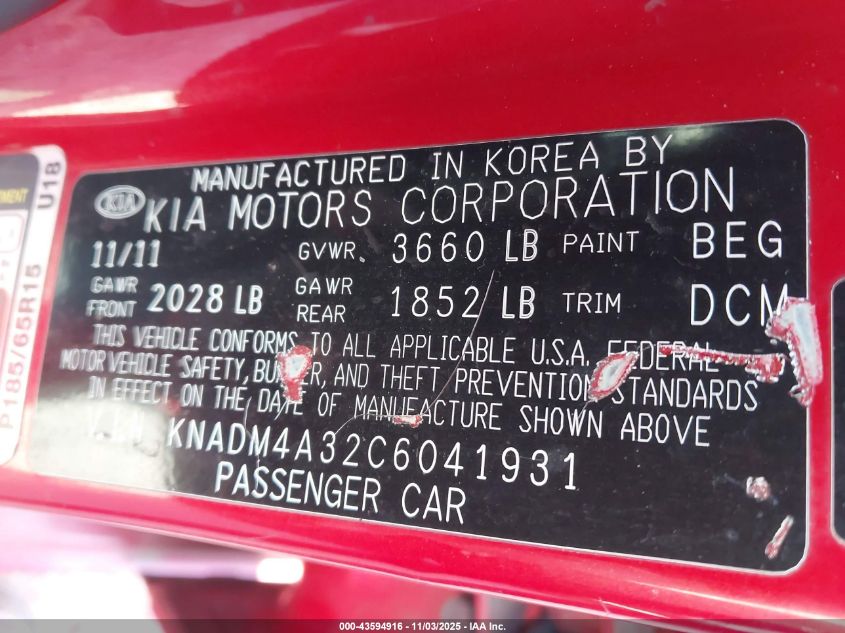 MANUFACTURED IN KOREA BY
KIA KIA MOTORS CORPORATION
11/11 GVWR. 3660 LB PAINT BEG
GAWR FRONT 2028 LB GAWR REAR 1852 LB TRIM DCM
THIS VEHICLE CONFORMS TO ALL APPLICABLE U.S.A. FEDERAL
MOTOR VEHICLE SAFETY, BUMPER, AND THEFT PREVENTION STANDARDS
IN EFFECT ON THE DATE OF MANUFACTURE SHOWN ABOVE
V.I.N KNADM4A32C6041931
PASSENGER CAR
U18
P185/65R15
000-43594916 - 11/03/2025 - IAA Inc.